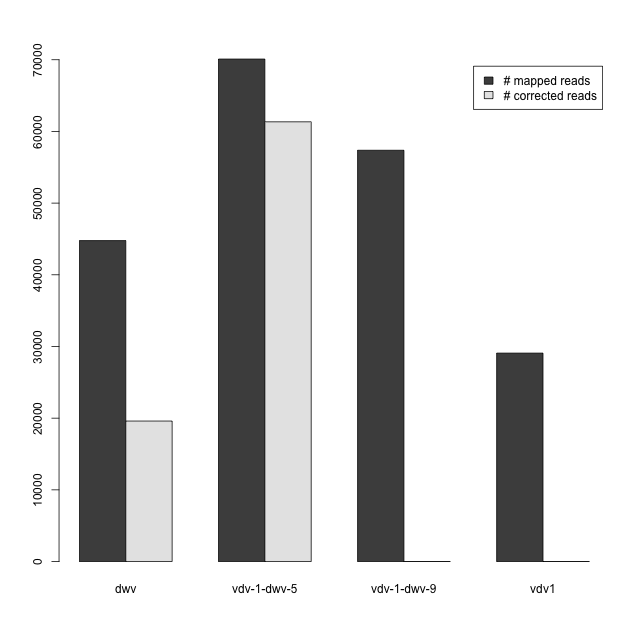 70000
60000
50000
40000
30000
20000
10000
0
# mapped reads
# corrected reads
dwv
vdv-1-dwv-5
vdv-1-dwv-9
vdv1